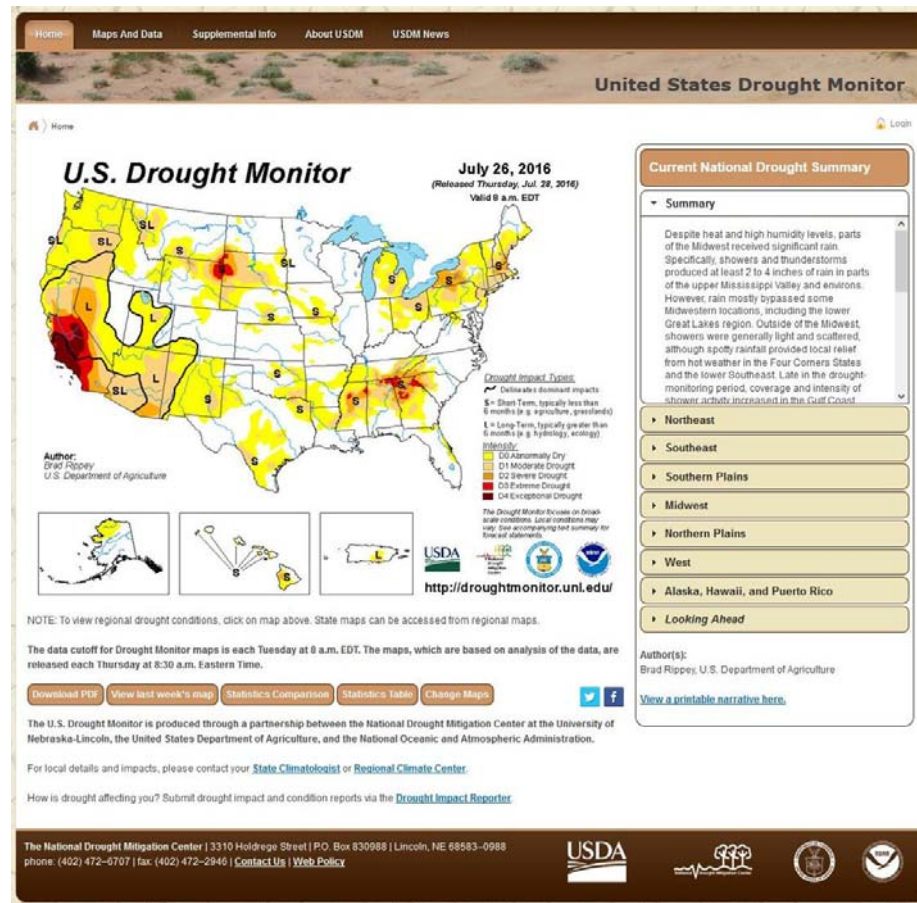 Home
Maps And Data
Supplemental Info
About USDM
USDM News
United States Drought Monitor
Home
Login
U.S. Drought Monitor
July 26, 2016
(Released Thursday, Jul. 28, 2016)
Valid 8 a.m. EDT
SL
SL
SL
SL
S
S
SL
L
L
S
S
S
S
S
S
S
S
SL
L
S
S
S
S
Drought Impact Types:
Delineates dominant impacts
S = Short-Term, typically less than
6 months (e.g. agriculture, grasslands)
L = Long-Term, typically greater than
6 months (e.g. hydrology, ecology)
Intensity:
D0 Abnormally Dry
D1 Moderate Drought
D2 Severe Drought
D3 Extreme Drought
D4 Exceptional Drought
Author:
Brad Rippey
U.S. Department of Agriculture
The Drought Monitor focuses on broad-
scale conditions. Local conditions may
vary. See accompanying text summary for
forecast statements.
S
S
L
USDA
http://droughtmonitor.unl.edu/
NOTE: To view regional drought conditions, click on map above. State maps can be accessed from regional maps.
The data cutoff for Drought Monitor maps is each Tuesday at 8 a.m. EDT. The maps, which are based on analysis of the data, are
released each Thursday at 8:30 a.m. Eastern Time.
Download PDF
View last week's map
Statistics Comparison
Statistics Table
Change Maps
The U.S. Drought Monitor is produced through a partnership between the National Drought Mitigation Center at the University of
Nebraska-Lincoln, the United States Department of Agriculture, and the National Oceanic and Atmospheric Administration.
For local details and impacts, please contact your State Climatologist or Regional Climate Center.
How is drought affecting you? Submit drought impact and condition reports via the Drought Impact Reporter.
Current National Drought Summary
Summary
Despite heat and high humidity levels, parts
of the Midwest received significant rain.
Specifically, showers and thunderstorms
produced at least 2 to 4 inches of rain in parts
of the upper Mississippi Valley and environs.
However, rain mostly bypassed some
Midwestern locations, including the lower
Great Lakes region. Outside of the Midwest,
showers were generally light and scattered,
although spotty rainfall provided local relief
from hot weather in the Four Corners States
and the lower Southeast. Late in the drought-
monitoring period, coverage and intensity of
shower activity increased in the Gulf Coast
Northeast
Southeast
Southern Plains
Midwest
Northern Plains
West
Alaska, Hawaii, and Puerto Rico
Looking Ahead
Author(s):
Brad Rippey, U.S. Department of Agriculture
View a printable narrative here.
The National Drought Mitigation Center | 3310 Holdrege Street | P.O. Box 830988 | Lincoln, NE 68583–0988
phone: (402) 472–6707 | fax: (402) 472–2946 | Contact Us | Web Policy
USDA
National Drought Mitigation Center